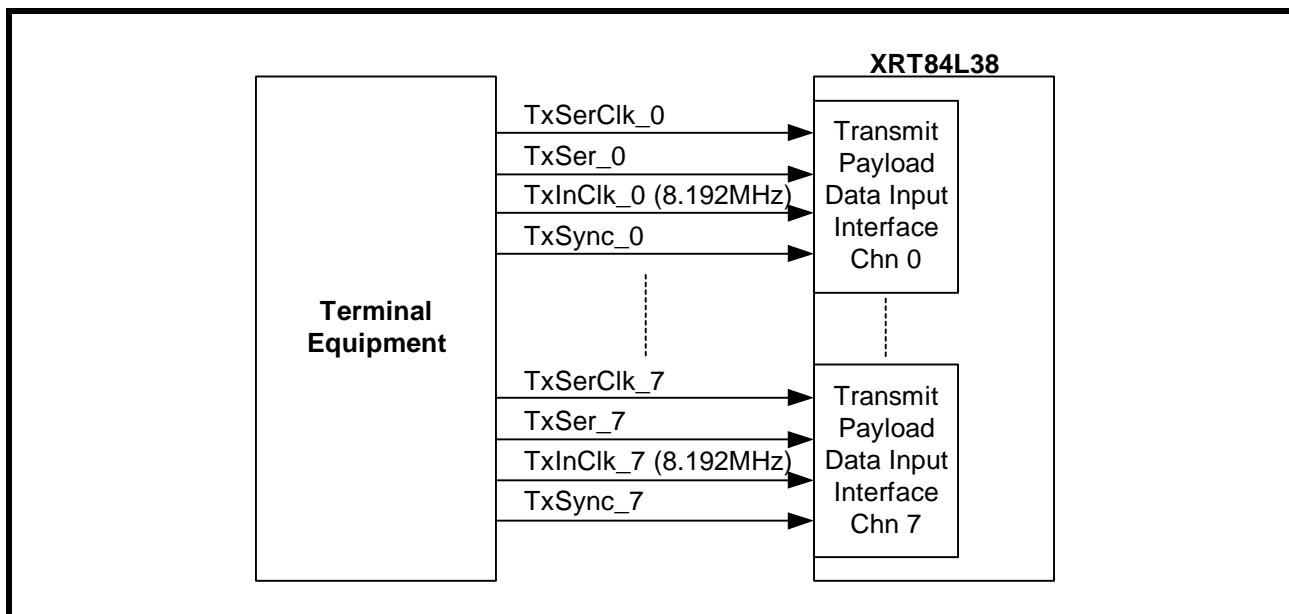 XRT84L38
Terminal
Equipment
TxSerClk_0
TxSer_0
TxInClk_0 (8.192MHz)
TxSync_0
Transmit
Payload
Data Input
Interface
Chn 0
TxSerClk_7
TxSer_7
TxInClk_7 (8.192MHz)
TxSync_7
Transmit
Payload
Data Input
Interface
Chn 7